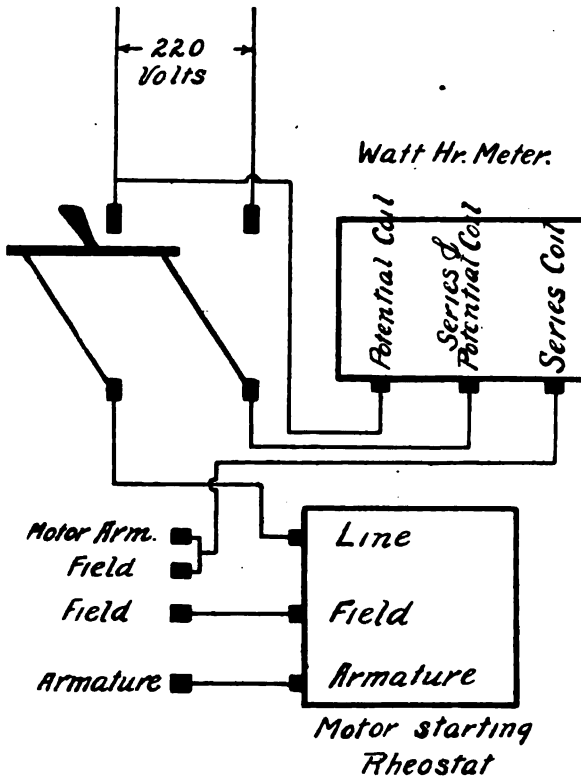 220
Volts
Watt Hr. Meter.
Potential Coil
Series &
Potential Coil
Series Coil
Motor Arm.
Field
Field
Armature
Line
Field
Armature
Motor starting
Rheostat